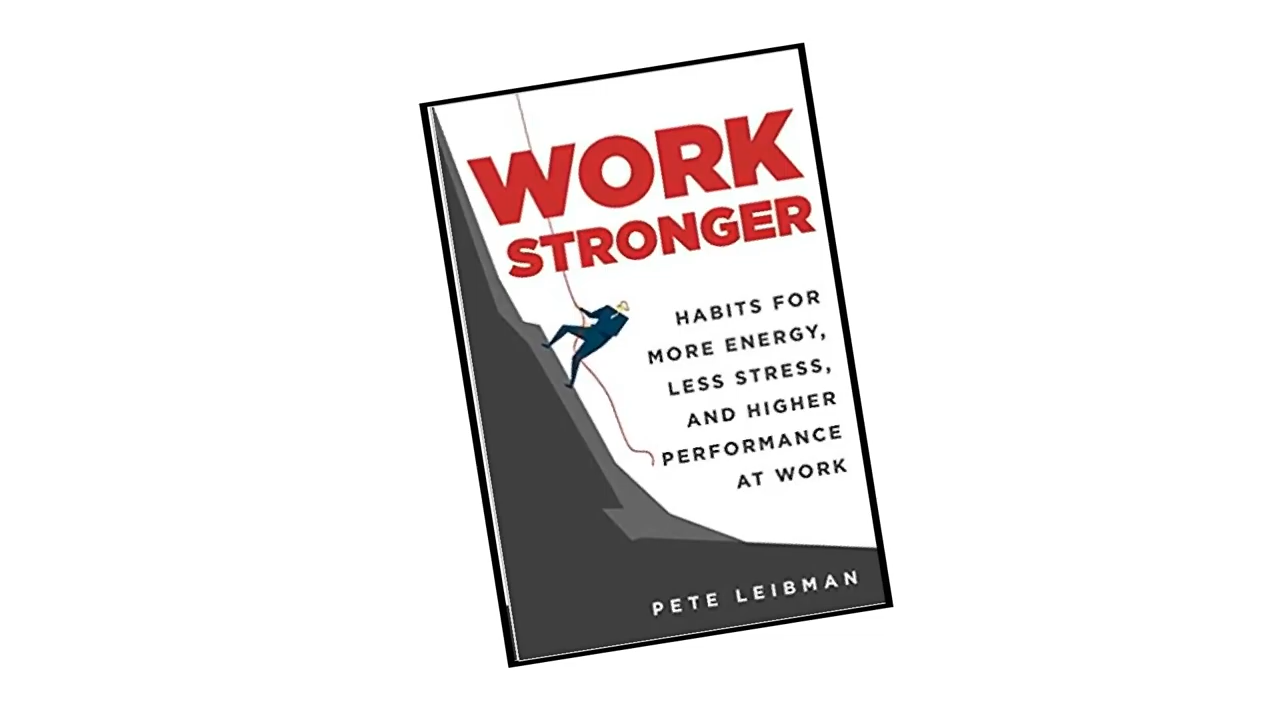 WORK
STRONGER
HABITS FOR
MORE ENERGY,
LESS STRESS,
AND HIGHER
PERFORMANCE
AT WORK
PETE LEIBMAN